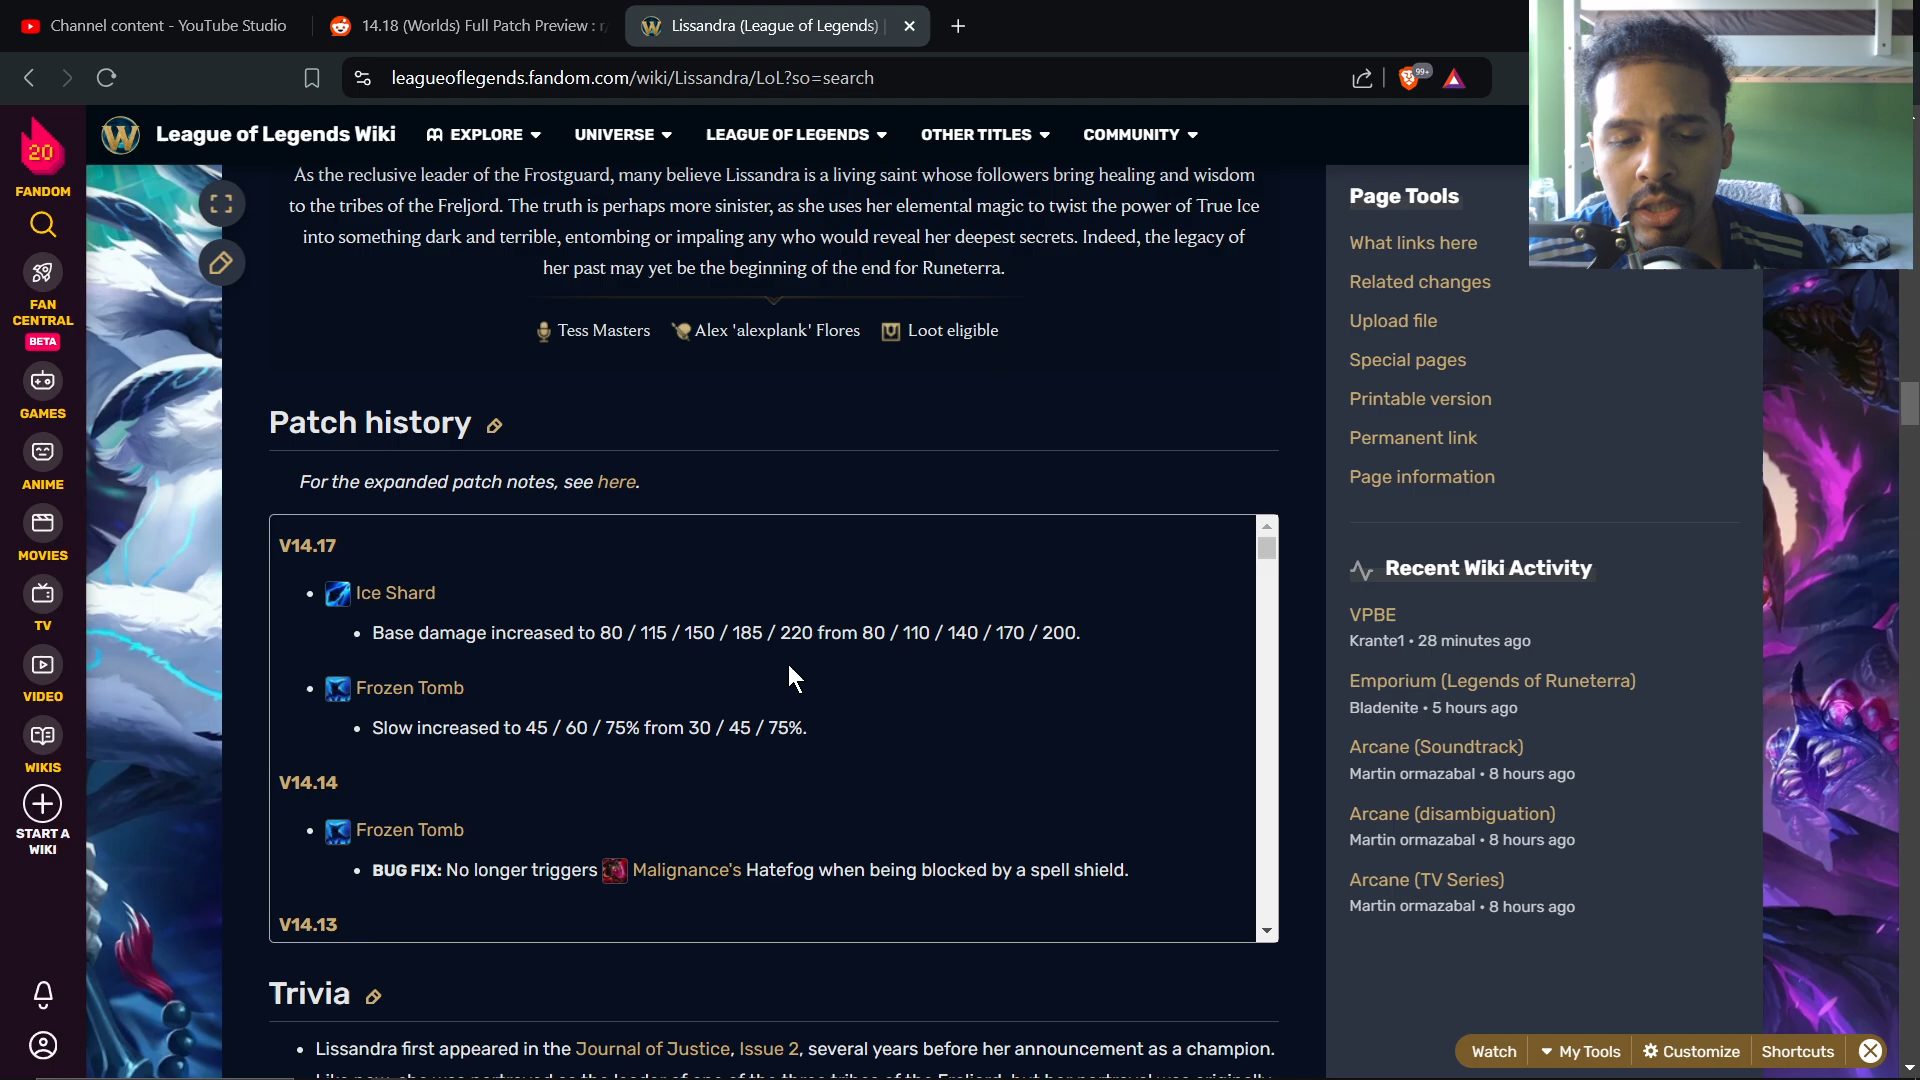 Channel content - YouTube Studio
14.18 (Worlds) Full Patch Preview : r/
Lissandra (League of Legends)
leagueoflegends.fandom.com/wiki/Lissandra/LoL?so=search
99+
20
FANDOM
FAN CENTRAL
BETA
GAMES
ANIME
MOVIES
TV
VIDEO
WIKIS
START A WIKI
League of Legends Wiki
EXPLORE
UNIVERSE
LEAGUE OF LEGENDS
OTHER TITLES
COMMUNITY
As the reclusive leader of the Frostguard, many believe Lissandra is a living saint whose followers bring healing and wisdom
to the tribes of the Freljord. The truth is perhaps more sinister, as she uses her elemental magic to twist the power of True Ice
into something dark and terrible, entombing or impaling any who would reveal her deepest secrets. Indeed, the legacy of
her past may yet be the beginning of the end for Runeterra.
Tess Masters Alex 'alexplank' Flores Loot eligible
Patch history
For the expanded patch notes, see here.
V14.17
• Ice Shard
• Base damage increased to 80 / 115 / 150 / 185 / 220 from 80 / 110 / 140 / 170 / 200.
• Frozen Tomb
• Slow increased to 45 / 60 / 75% from 30 / 45 / 75%.
V14.14
• Frozen Tomb
• BUG FIX: No longer triggers Malignance's Hatefog when being blocked by a spell shield.
V14.13
Trivia
• Lissandra first appeared in the Journal of Justice, Issue 2, several years before her announcement as a champion.
Page Tools
What links here
Related changes
Upload file
Special pages
Printable version
Permanent link
Page information
Recent Wiki Activity
VPBE
Krante1 • 28 minutes ago
Emporium (Legends of Runeterra)
Bladenite • 5 hours ago
Arcane (Soundtrack)
Martin ormazabal • 8 hours ago
Arcane (disambiguation)
Martin ormazabal • 8 hours ago
Arcane (TV Series)
Martin ormazabal • 8 hours ago
Watch
My Tools
Customize
Shortcuts